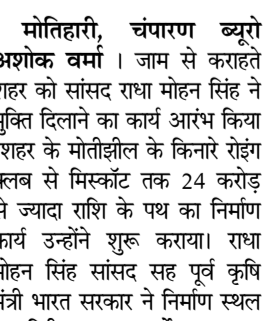 मोतिहारी, चंपारण ब्यूरो
अशोक वर्मा । जाम से कराहते
शहर को सांसद राधा मोहन सिंह ने
मुक्ति दिलाने का कार्य आरंभ किया
शहर के मोतीझील के किनारे रोइंग
क्लब से मिस्कॉट तक 24 करोड़
से ज्यादा राशि के पथ का निर्माण
कार्य उन्होंने शुरू कराया। राधा
मोहन सिंह सांसद सह पूर्व कृषि
मंत्री भारत सरकार ने निर्माण स्थल